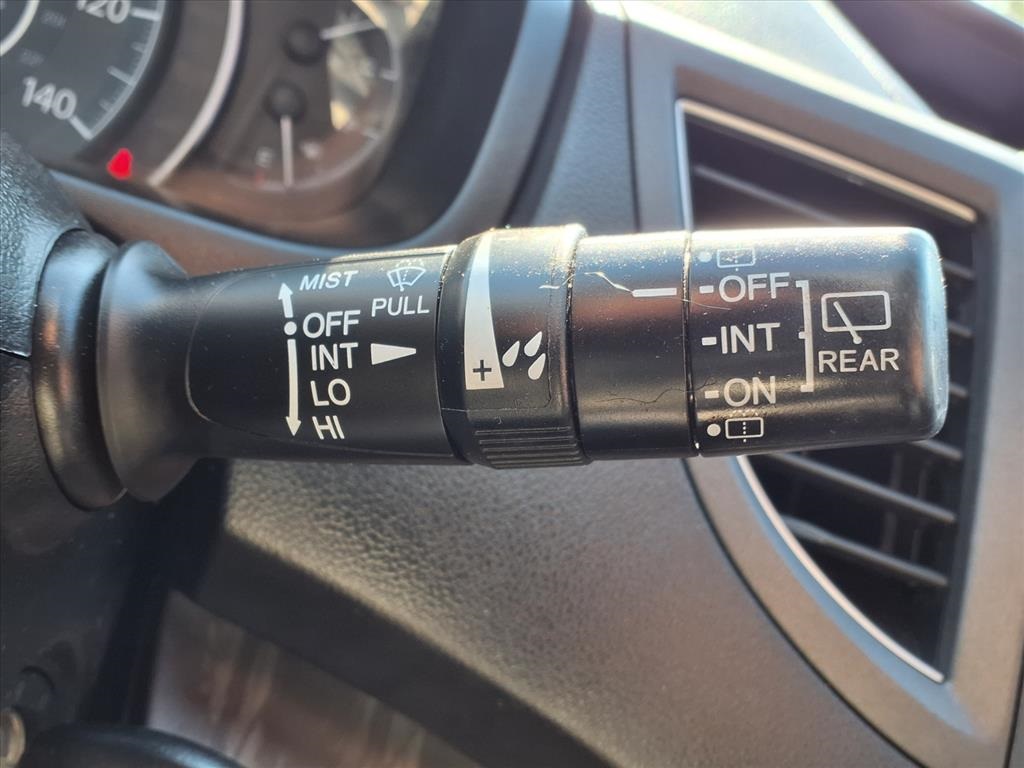 120
140
MIST
PULL
OFF
INT
LO
HI
+
OFF
INT
ON
REAR